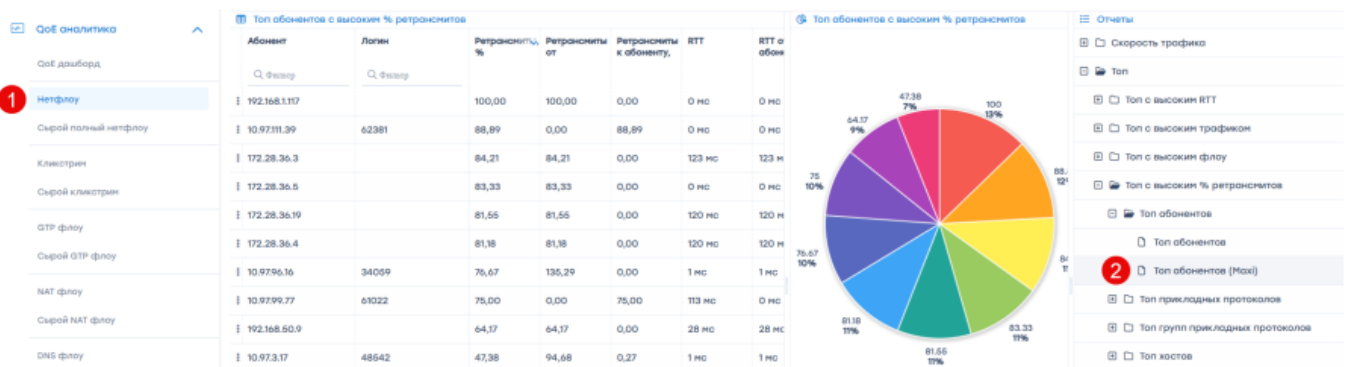 QoE аналитика
QoE дашборд
1
Нетфлоу
Сырой полный нетфлоу
Кликстрим
Сырой кликстрим
GTP флоу
Сырой GTP флоу
NAT флоу
Сырой NAT флоу
DNS флоу
Топ абонентов с высоким % ретрансмитов
Абонент Логин Ретрансмиты, % Ретрансмиты от Ретрансмиты к абоненту, RTT RTT о
Фильтр Фильтр
192.168.1.117 100,00 100,00 0,00 0 мс 0 мс
10.97.111.39 62381 88,89 0,00 88,89 0 мс 0 мс
172.28.36.3 84,21 84,21 0,00 123 мс 123 м
172.28.36.5 83,33 83,33 0,00 0 мс 0 мс
172.28.36.19 81,55 81,55 0,00 120 мс 120 м
172.28.36.4 81,18 81,18 0,00 120 мс 120 м
10.97.96.16 34059 76,67 135,29 0,00 1 мс 1 мс
10.97.99.77 61022 75,00 0,00 75,00 113 мс 0 мс
192.168.50.9 64,17 64,17 0,00 28 мс 28 мс
10.97.3.17 48542 47,38 94,68 0,27 1 мс 1 мс
Топ абонентов с высоким % ретрансмитов
47.38
7%
100
13%
64.17
9%
75
10%
76.67
10%
81.18
11%
81.55
11%
83.33
11%
Отчеты
Скорость трафика
Топ
Топ с высоким RTT
Топ с высоким трафиком
Топ с высоким флоу
Топ с высоким % ретрансмитов
Топ абонентов
Топ абонентов
2
Топ абонентов (Maxi)
Топ прикладных протоколов
Топ групп прикладных протоколов
Топ хостов